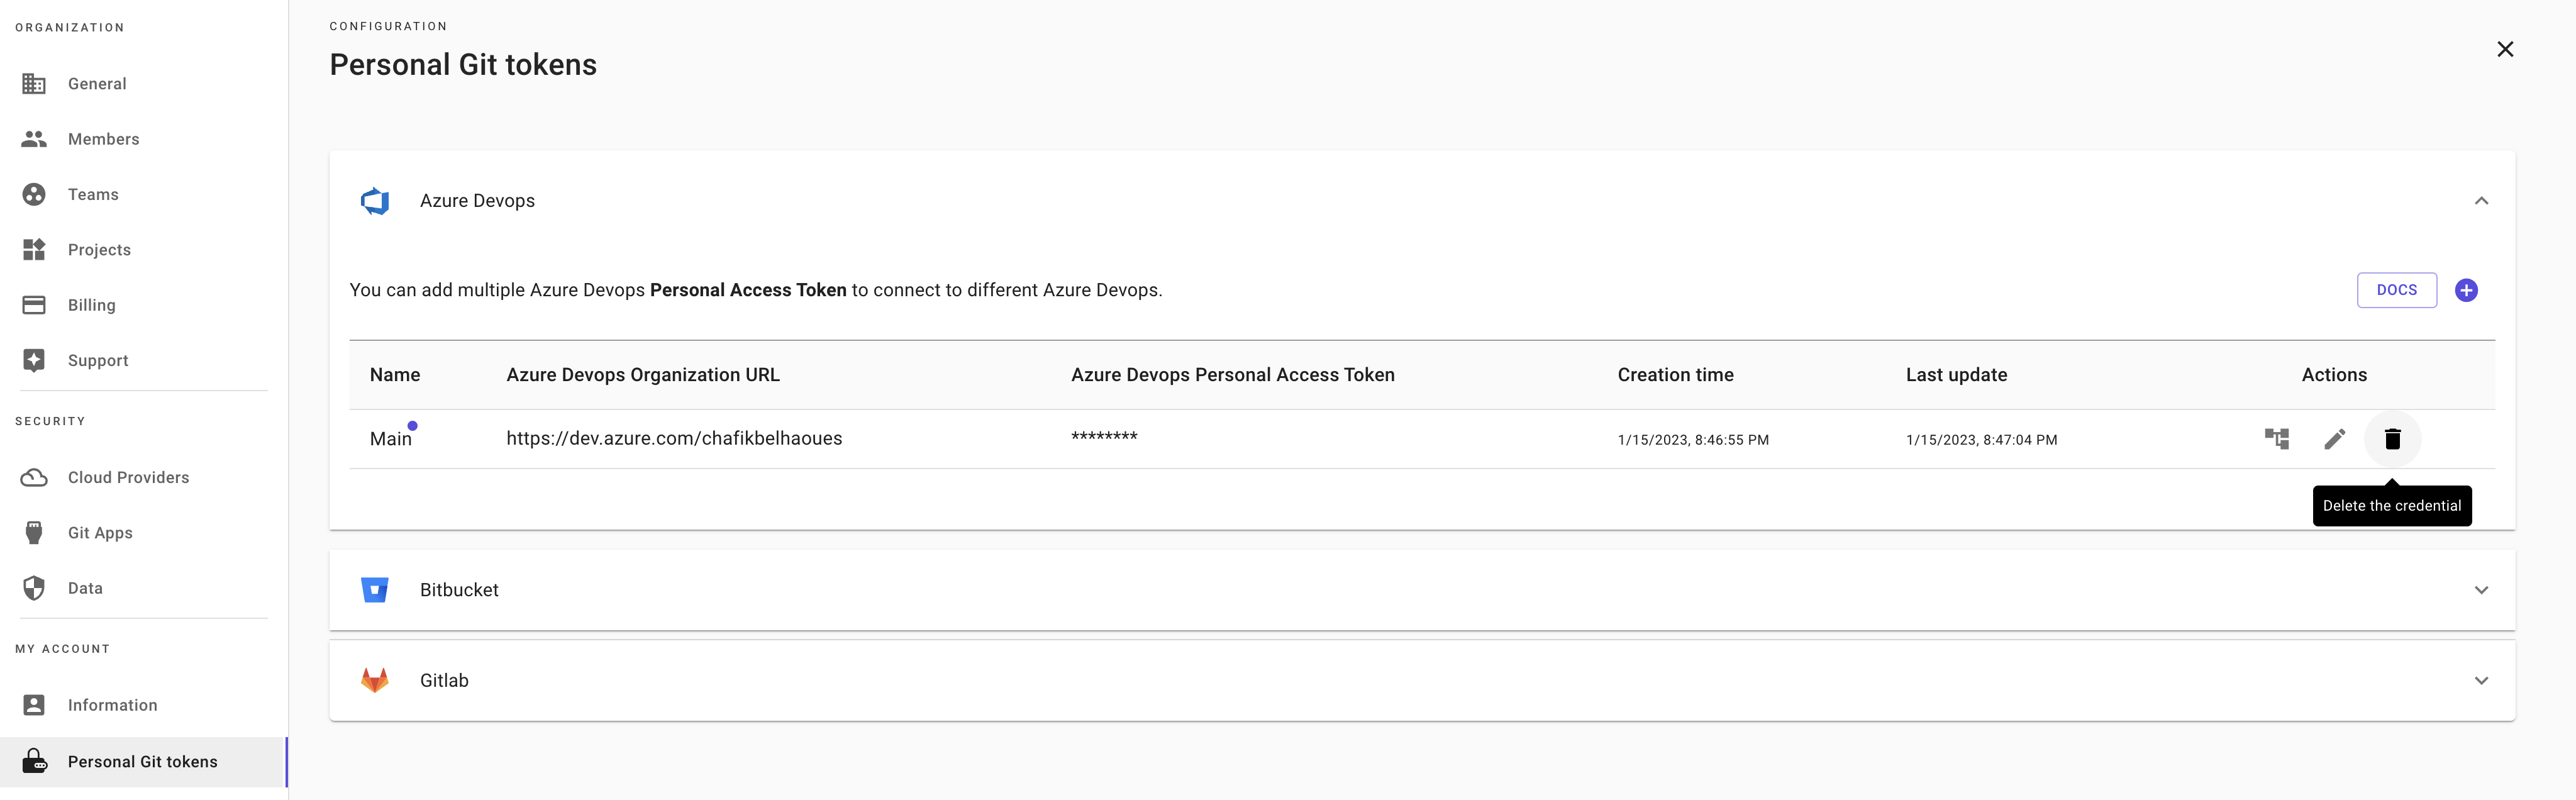 ORGANIZATION
General
Members
Teams
Projects
Billing
Support
SECURITY
Cloud Providers
Git Apps
Data
MY ACCOUNT
Information
Personal Git tokens
CONFIGURATION
Personal Git tokens
Azure Devops
You can add multiple Azure Devops Personal Access Token to connect to different Azure Devops.
DOCS
Name Azure Devops Organization URL Azure Devops Personal Access Token Creation time Last update Actions
Main https://dev.azure.com/chafikbelhaoues ******** 1/15/2023, 8:46:55 PM 1/15/2023, 8:47:04 PM
Delete the credential
Bitbucket
Gitlab